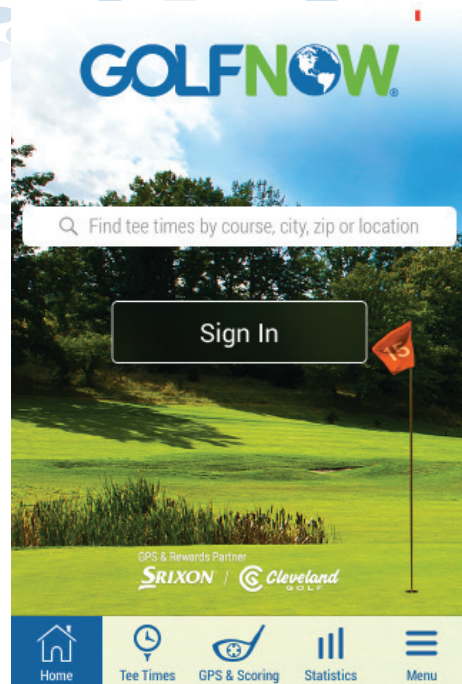 GOLFNOW®
Find tee times by course, city, zip or location
Sign In
15
GPS & Rewards Partner
SRIXON / Cleveland
GOLF
Home Tee Times GPS & Scoring Statistics Menu